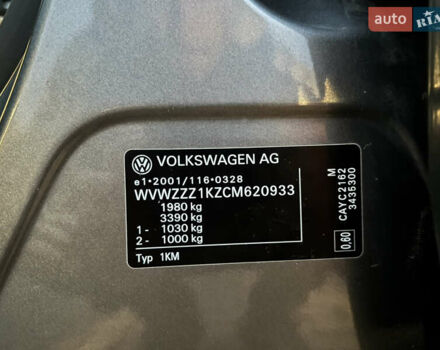 auto RIA
VOLKSWAGEN AG
e1*2001/116*0328
WVWZZZ1KZCM620933
1980 kg
3390 kg
1- 1030 kg
2- 1000 kg
Typ 1KM
M
CAYC2162
3435300
0.60